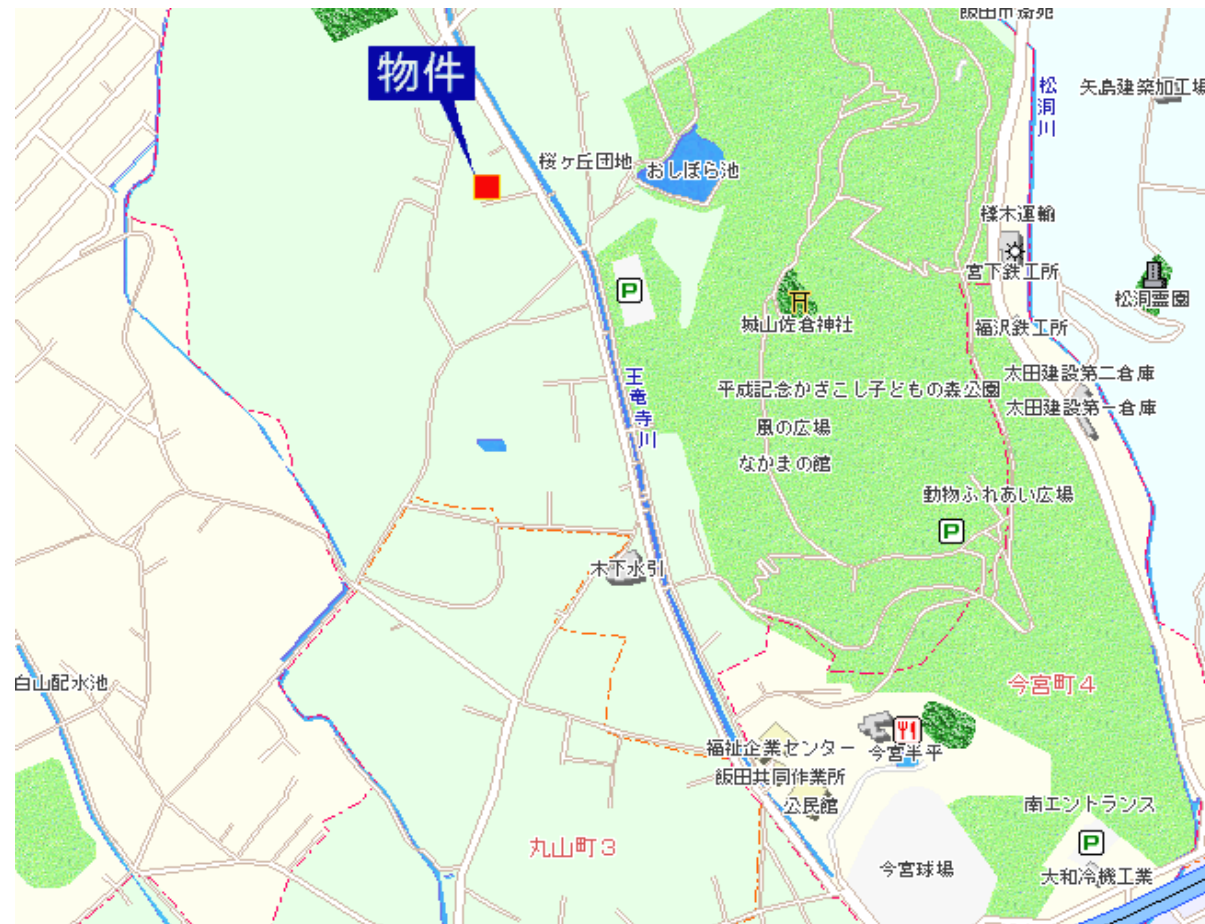 飯田市斎苑
物件
松洞川
矢島建築加工場
桜ヶ丘団地
おしぼら池
檪木運輸
宮下鉄工所
松洞霊園
P
城山佐倉神社
福沢鉄工所
王竜寺川
太田建設第二倉庫
平成記念かざこし子どもの森公園
太田建設第一倉庫
風の広場
なかまの館
動物ふれあい広場
P
木下水引
白山配水池
今宮町4
福祉企業センター
今宮半平
飯田共同作業所
公民館
南エントランス
丸山町3
P
今宮球場
大和冷機工業